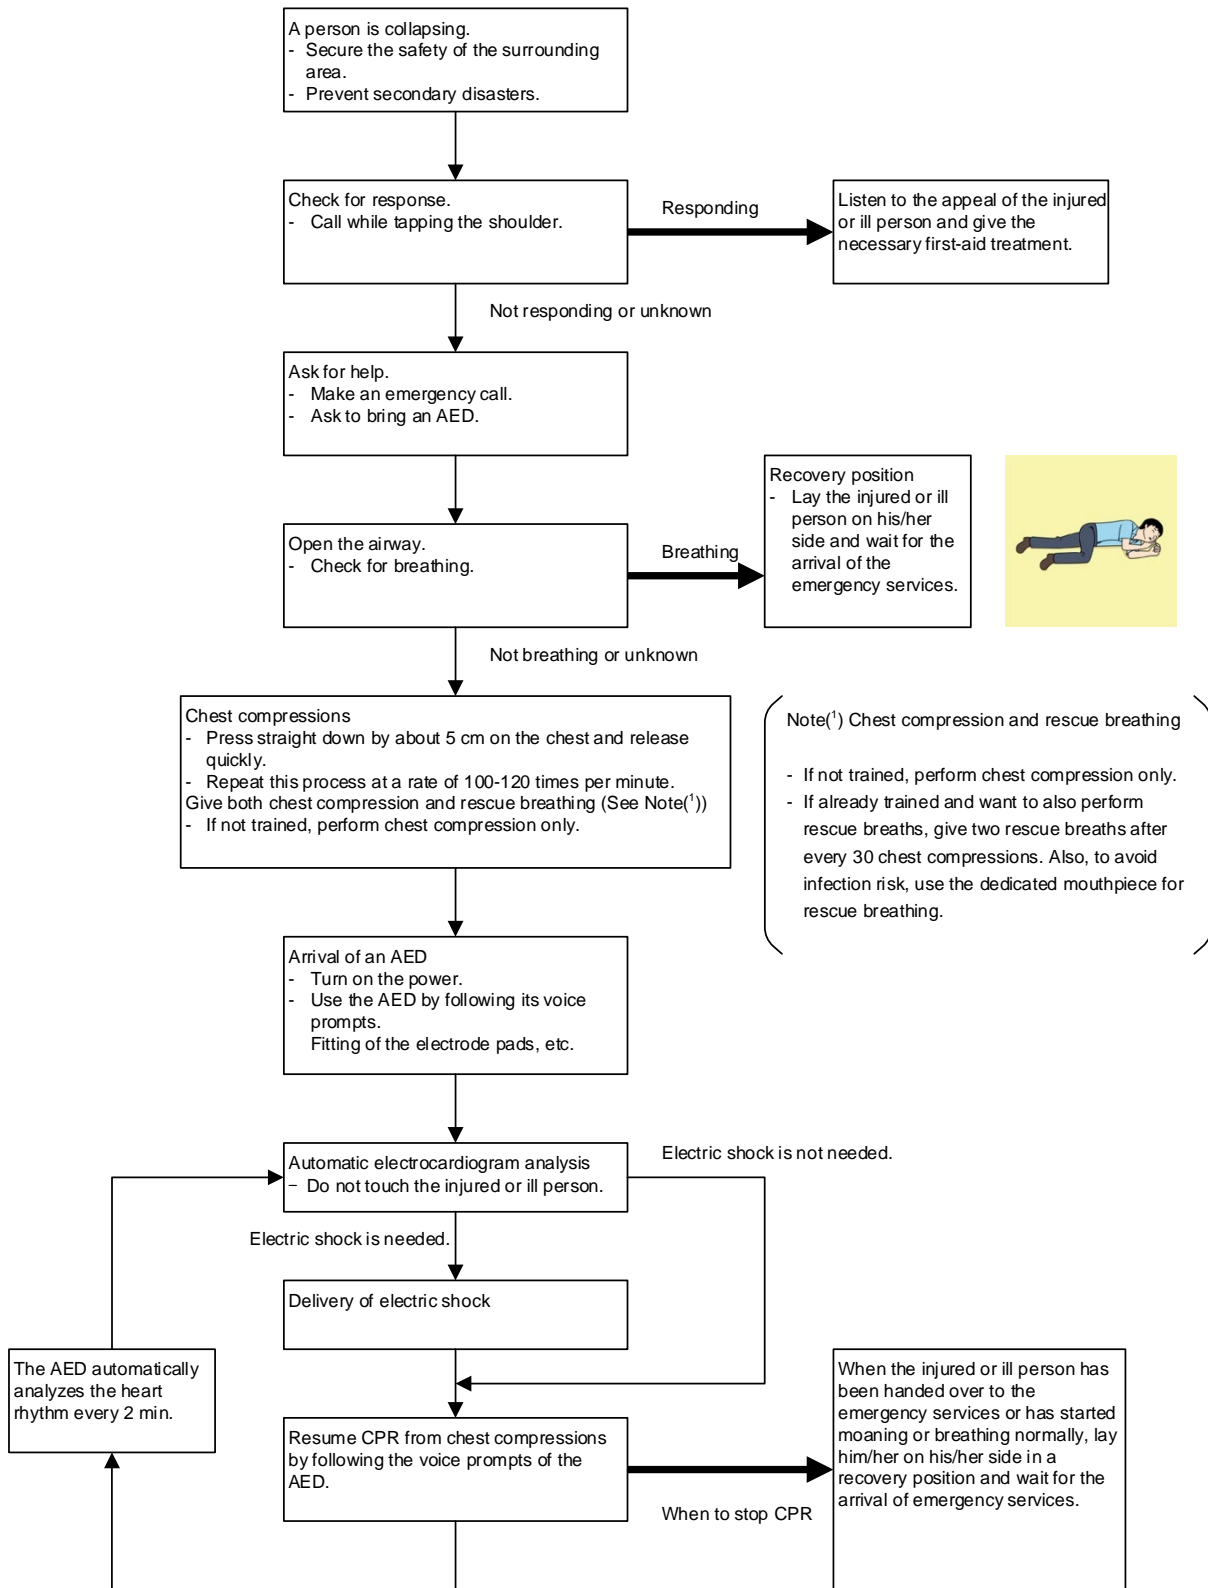 A person is collapsing.
- Secure the safety of the surrounding
area.
- Prevent secondary disasters.
Check for response.
- Call while tapping the shoulder.
Responding
Listen to the appeal of the injured
or ill person and give the
necessary first-aid treatment.
Not responding or unknown
Ask for help.
- Make an emergency call.
- Ask to bring an AED.
Open the airway.
- Check for breathing.
Breathing
Recovery position
- Lay the injured or ill
person on his/her
side and wait for the
arrival of the
emergency services.
Not breathing or unknown
Chest compressions
- Press straight down by about 5 cm on the chest and release
quickly.
- Repeat this process at a rate of 100-120 times per minute.
Give both chest compression and rescue breathing (See Note(¹))
- If not trained, perform chest compression only.
Note(¹) Chest compression and rescue breathing
- If not trained, perform chest compression only.
- If already trained and want to also perform
rescue breaths, give two rescue breaths after
every 30 chest compressions. Also, to avoid
infection risk, use the dedicated mouthpiece for
rescue breathing.
Arrival of an AED
- Turn on the power.
- Use the AED by following its voice
prompts.
Fitting of the electrode pads, etc.
Automatic electrocardiogram analysis
– Do not touch the injured or ill person.
Electric shock is not needed.
Electric shock is needed.
Delivery of electric shock
The AED automatically
analyzes the heart
rhythm every 2 min.
Resume CPR from chest compressions
by following the voice prompts of the
AED.
When to stop CPR
When the injured or ill person has
been handed over to the
emergency services or has started
moaning or breathing normally, lay
him/her on his/her side in a
recovery position and wait for the
arrival of emergency services.